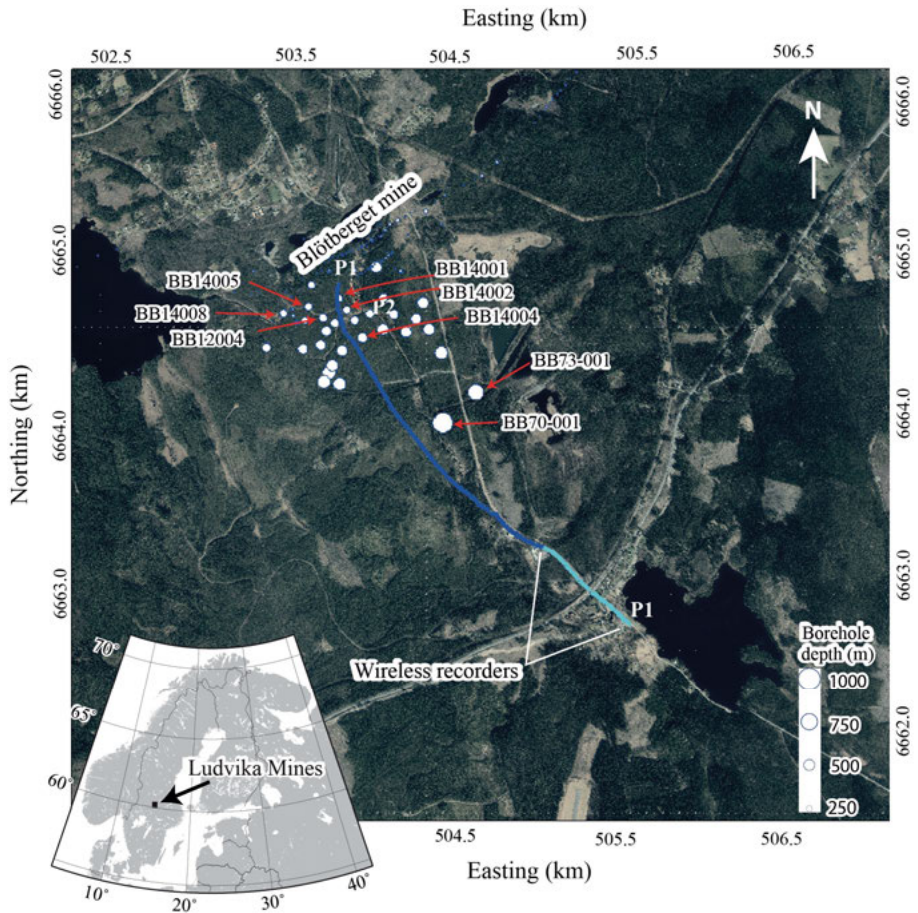 Easting (km)
502.5 503.5 504.5 505.5 506.5
6666.0 6666.0
N
Blötberget mine
6665.0 6665.0
P1
BB14001
BB14005
BB14002
P2
BB14008
BB14004
BB12004
BB73-001
Northing (km)
6664.0 6664.0
BB70-001
6663.0 6663.0
P1
Wireless recorders
Borehole
depth (m)
1000
750
500
250
6662.0
70°
65°
60°
Ludvika Mines
10° 20° 30° 40°
504.5 505.5 506.5
Easting (km)